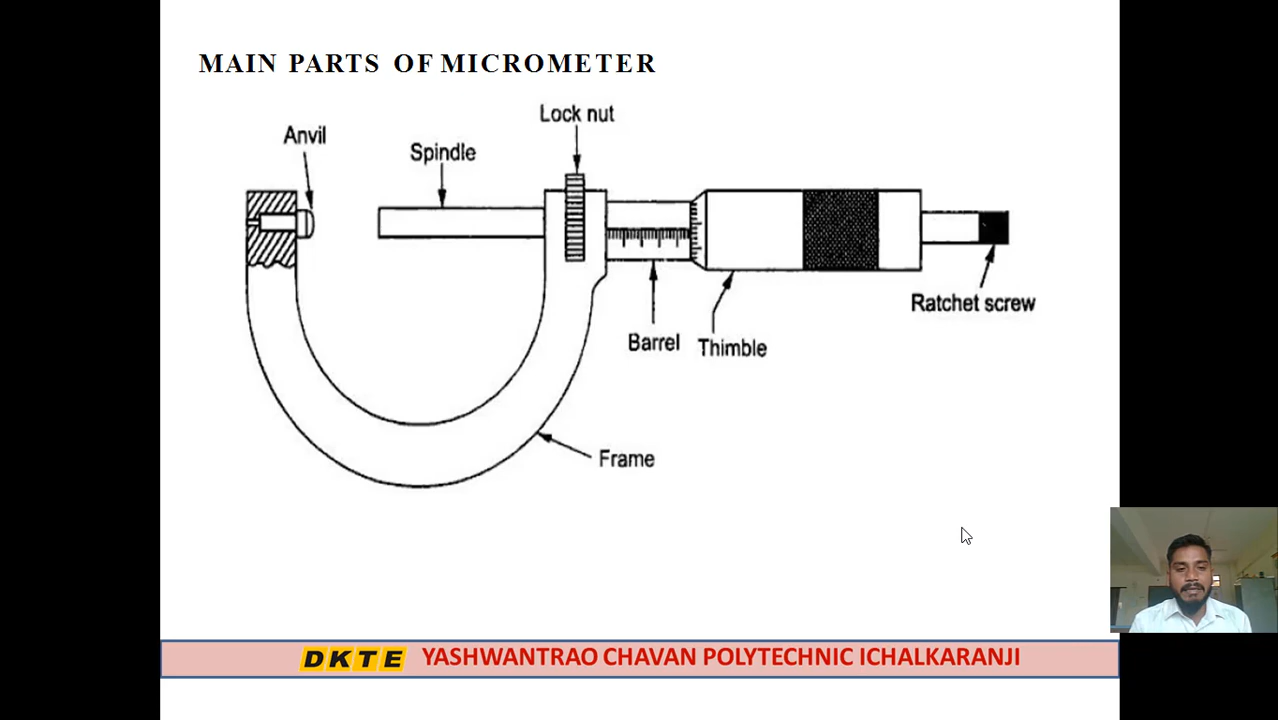 MAIN PARTS OF MICROMETER
Lock nut
Anvil
Spindle
Ratchet screw
Barrel
Thimble
Frame
DKTE YASHWANTRAO CHAVAN POLYTECHNIC ICHALKARANJI